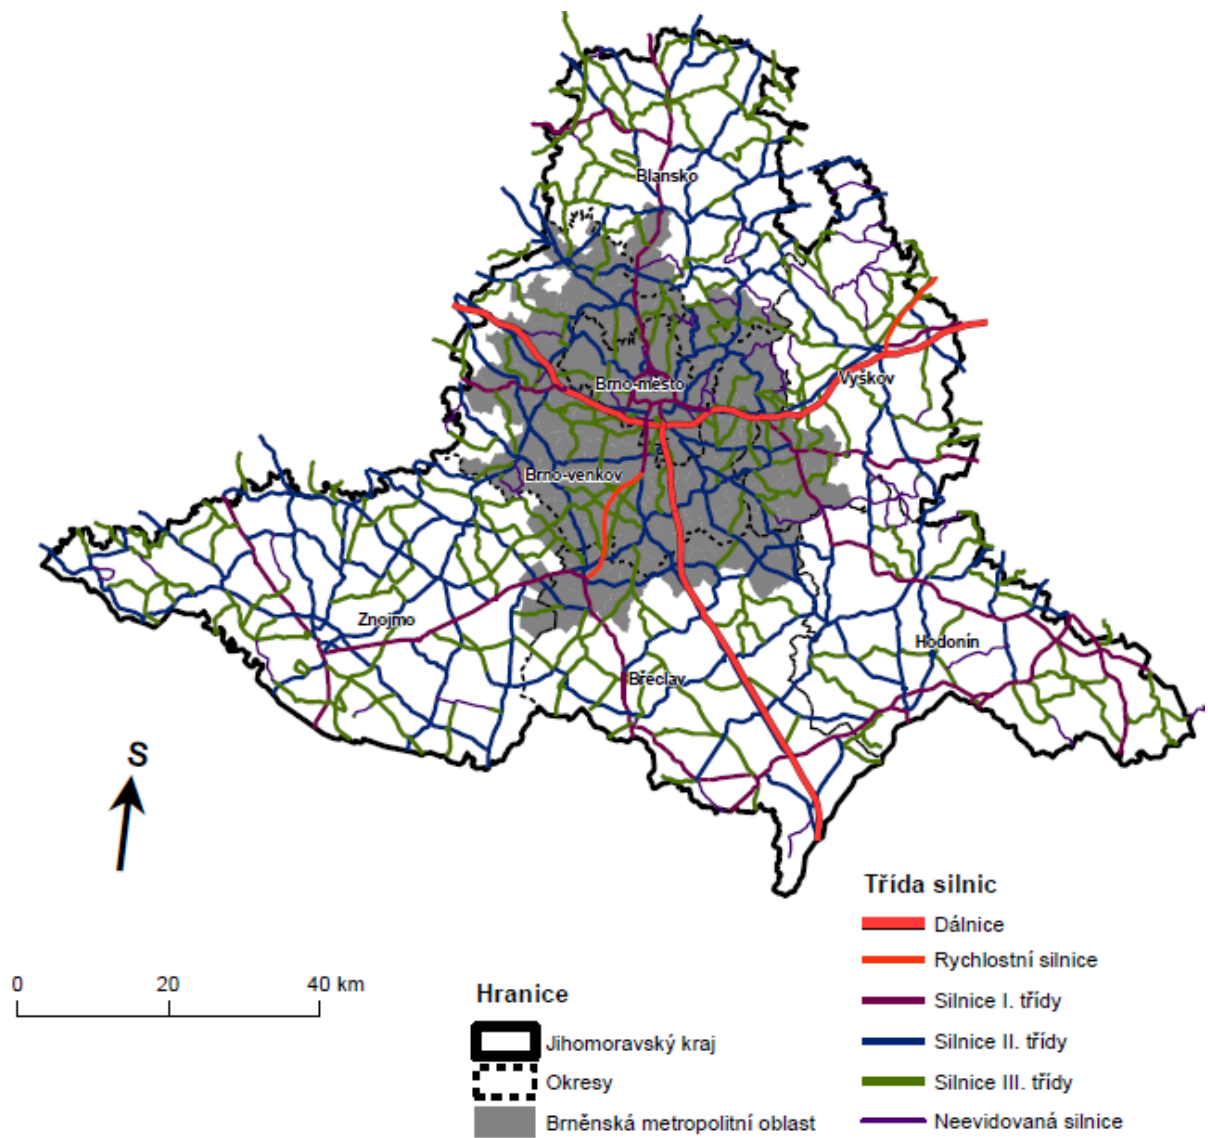 Blansko
Vyškov
Brno-město
Brno-venkov
Znojmo
Hodonín
Břeclav
S
0 20 40 km
Hranice
Jihomoravský kraj
Okresy
Brněnská metropolitní oblast
Třída silnic
Dálnice
Rychlostní silnice
Silnice I. třídy
Silnice II. třídy
Silnice III. třídy
Neevidovaná silnice